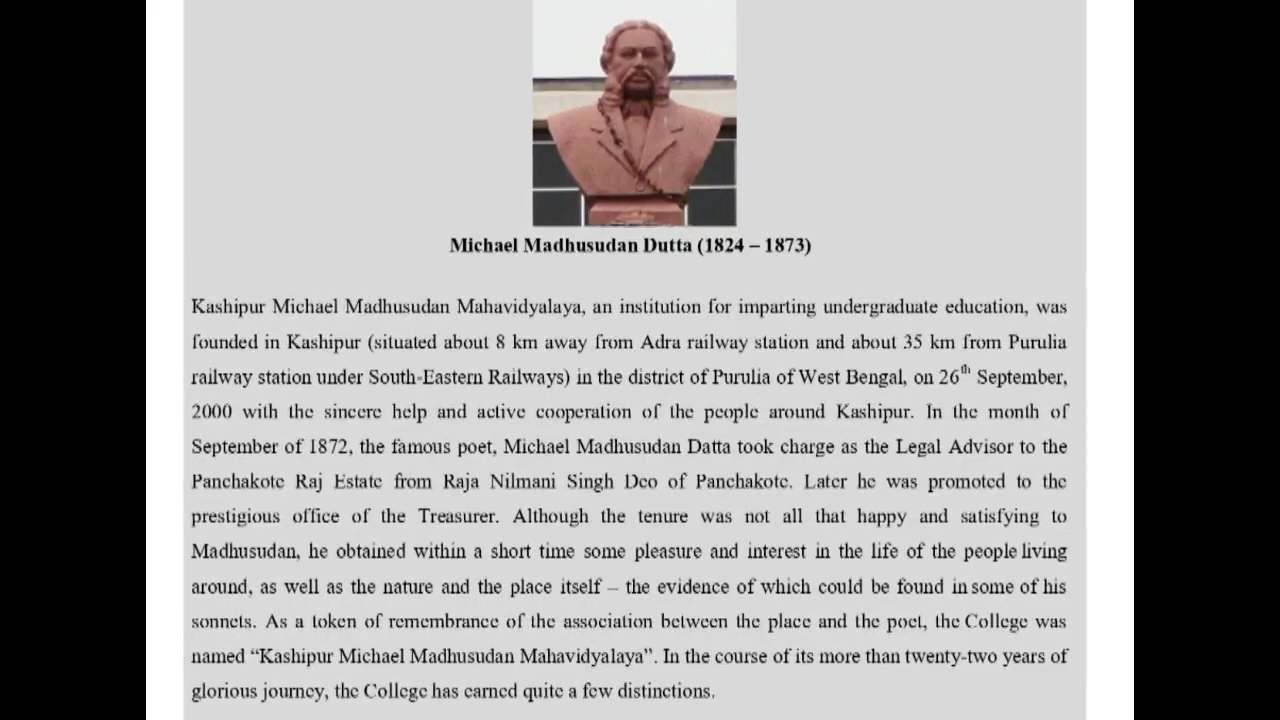 Michael Madhusudan Dutta (1824 – 1873)
Kashipur Michael Madhusudan Mahavidyalaya, an institution for imparting undergraduate education, was
founded in Kashipur (situated about 8 km away from Adra railway station and about 35 km from Purulia
railway station under South-Eastern Railways) in the district of Purulia of West Bengal, on 26th September,
2000 with the sincere help and active cooperation of the people around Kashipur. In the month of
September of 1872, the famous poet, Michael Madhusudan Datta took charge as the Legal Advisor to the
Panchakote Raj Estate from Raja Nilmani Singh Deo of Panchakote. Later he was promoted to the
prestigious office of the Treasurer. Although the tenure was not all that happy and satisfying to
Madhusudan, he obtained within a short time some pleasure and interest in the life of the people living
around, as well as the nature and the place itself – the evidence of which could be found in some of his
sonnets. As a token of remembrance of the association between the place and the poet, the College was
named “Kashipur Michael Madhusudan Mahavidyalaya”. In the course of its more than twenty-two years of
glorious journey, the College has earned quite a few distinctions.